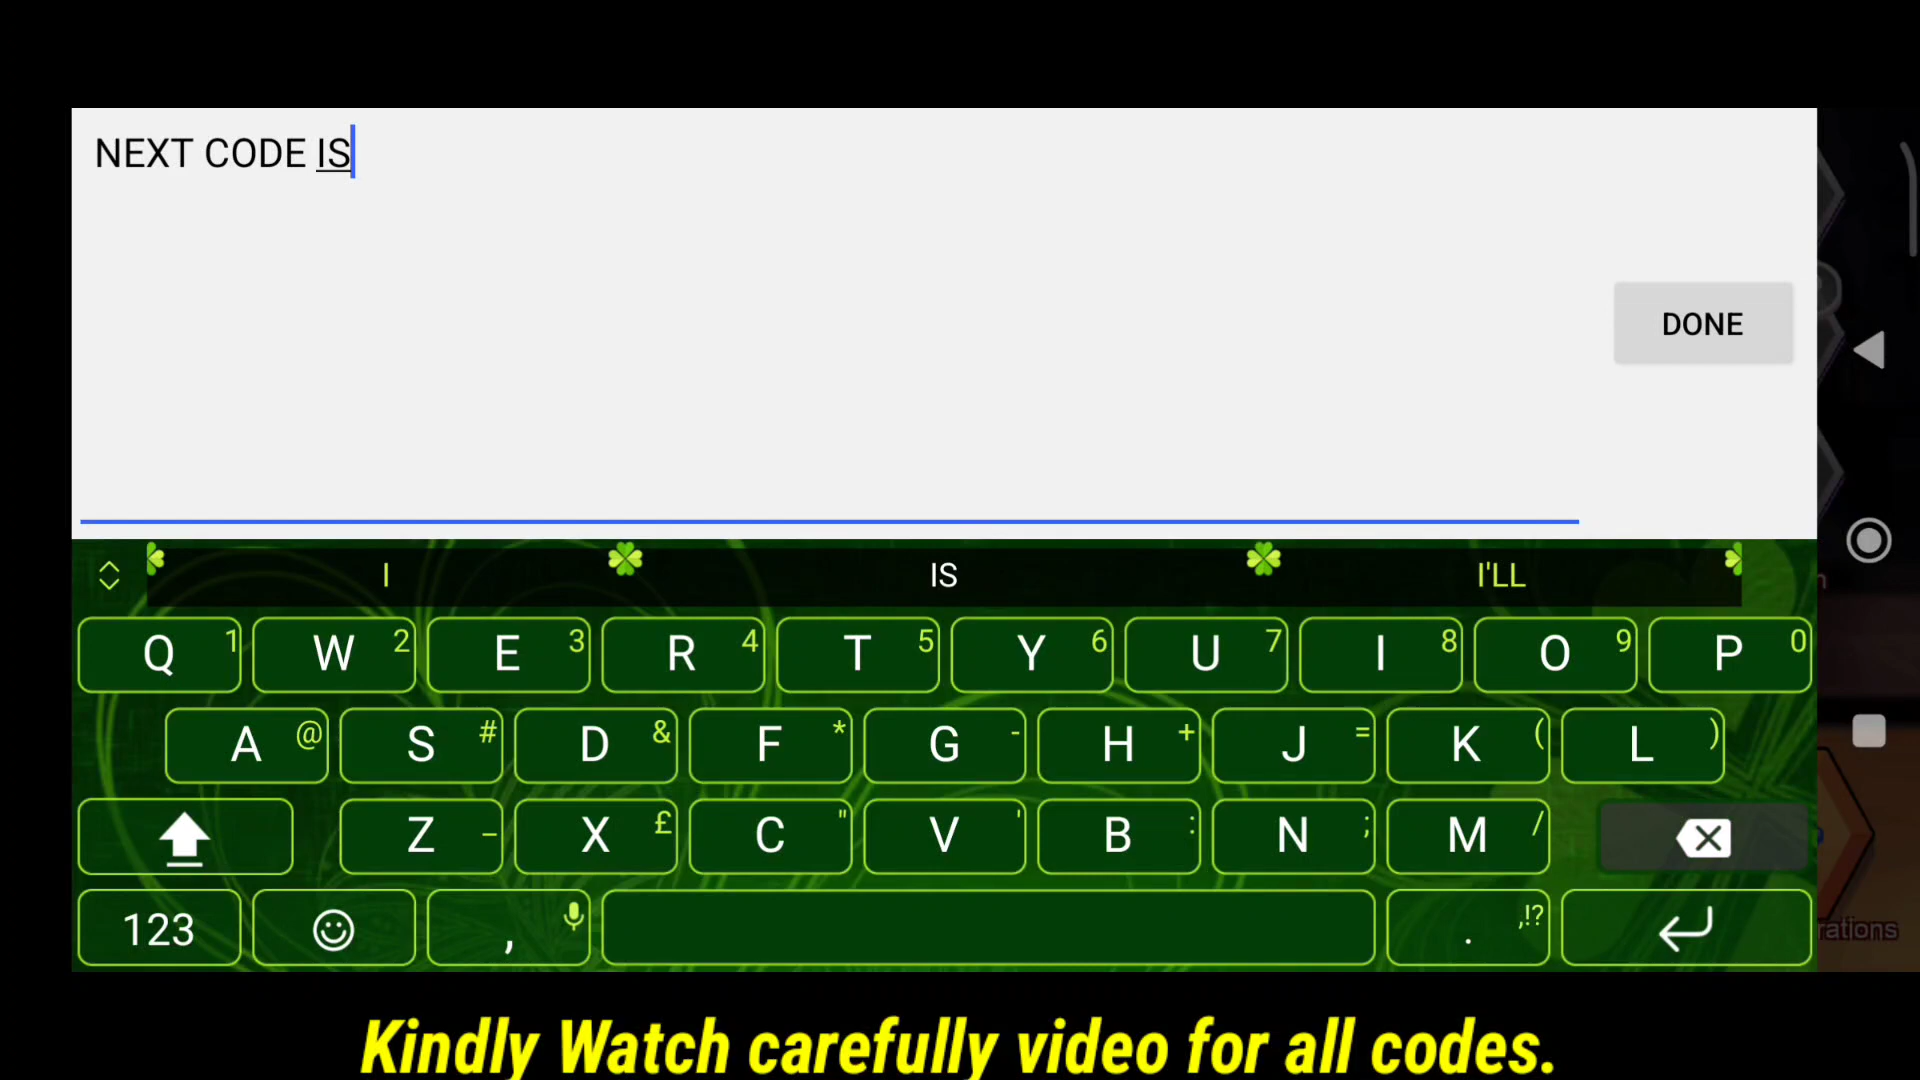 NEXT CODE IS
DONE
I IS I'LL
Q 1 W 2 E 3 R 4 T 5 Y 6 U 7 I 8 O 9 P 0
A @ S # D & F * G - H + J = K ( L )
Z _ X £ C " V ' B : N ; M /
123 , . ,!?
rations
Kindly Watch carefully video for all codes.